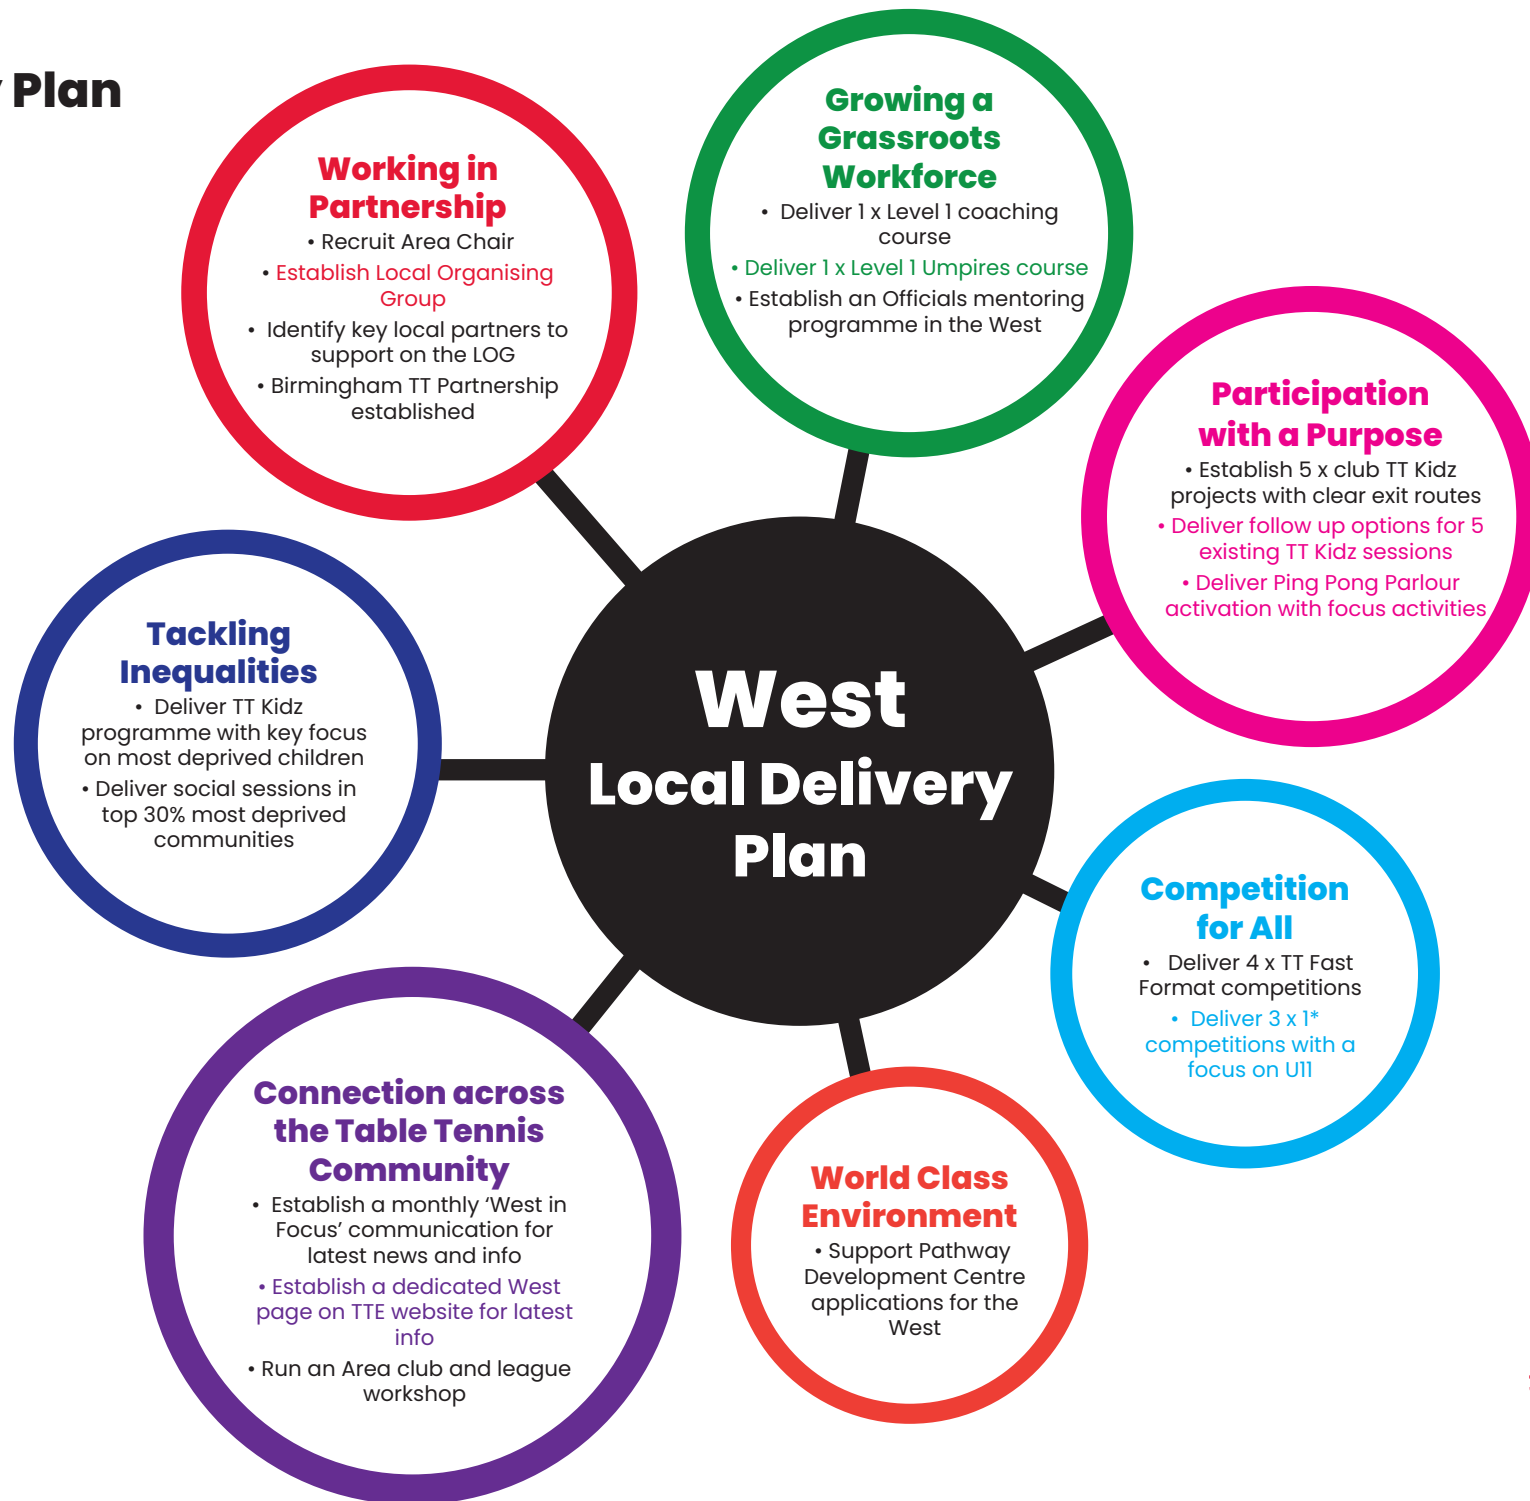 y Plan
Working in
Partnership
• Recruit Area Chair
• Establish Local Organising
Group
• Identify key local partners to
support on the LOG
• Birmingham TT Partnership
established
Growing a
Grassroots
Workforce
• Deliver 1 x Level 1 coaching
course
• Deliver 1 x Level 1 Umpires course
• Establish an Officials mentoring
programme in the West
Participation
with a Purpose
• Establish 5 x club TT Kidz
projects with clear exit routes
• Deliver follow up options for 5
existing TT Kidz sessions
• Deliver Ping Pong Parlour
activation with focus activities
Tackling
Inequalities
• Deliver TT Kidz
programme with key focus
on most deprived children
• Deliver social sessions in
top 30% most deprived
communities
West
Local Delivery
Plan
Competition
for All
• Deliver 4 x TT Fast
Format competitions
• Deliver 3 x 1*
competitions with a
focus on U11
Connection across
the Table Tennis
Community
• Establish a monthly ‘West in
Focus’ communication for
latest news and info
• Establish a dedicated West
page on TTE website for latest
info
• Run an Area club and league
workshop
World Class
Environment
• Support Pathway
Development Centre
applications for the
West